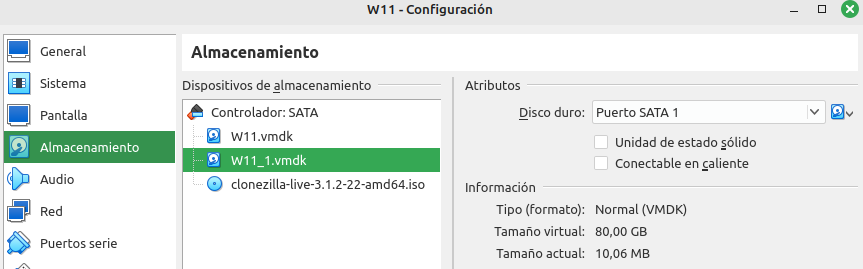 W11 - Configuración
General
Sistema
Pantalla
Almacenamiento
Audio
Red
Puertos serie
Almacenamiento
Dispositivos de almacenamiento
Controlador: SATA
W11.vmdk
W11_1.vmdk
clonezilla-live-3.1.2-22-amd64.iso
Atributos
Disco duro: Puerto SATA 1
Unidad de estado sólido
Conectable en caliente
Información
Tipo (formato): Normal (VMDK)
Tamaño virtual: 80,00 GB
Tamaño actual: 10,06 MB